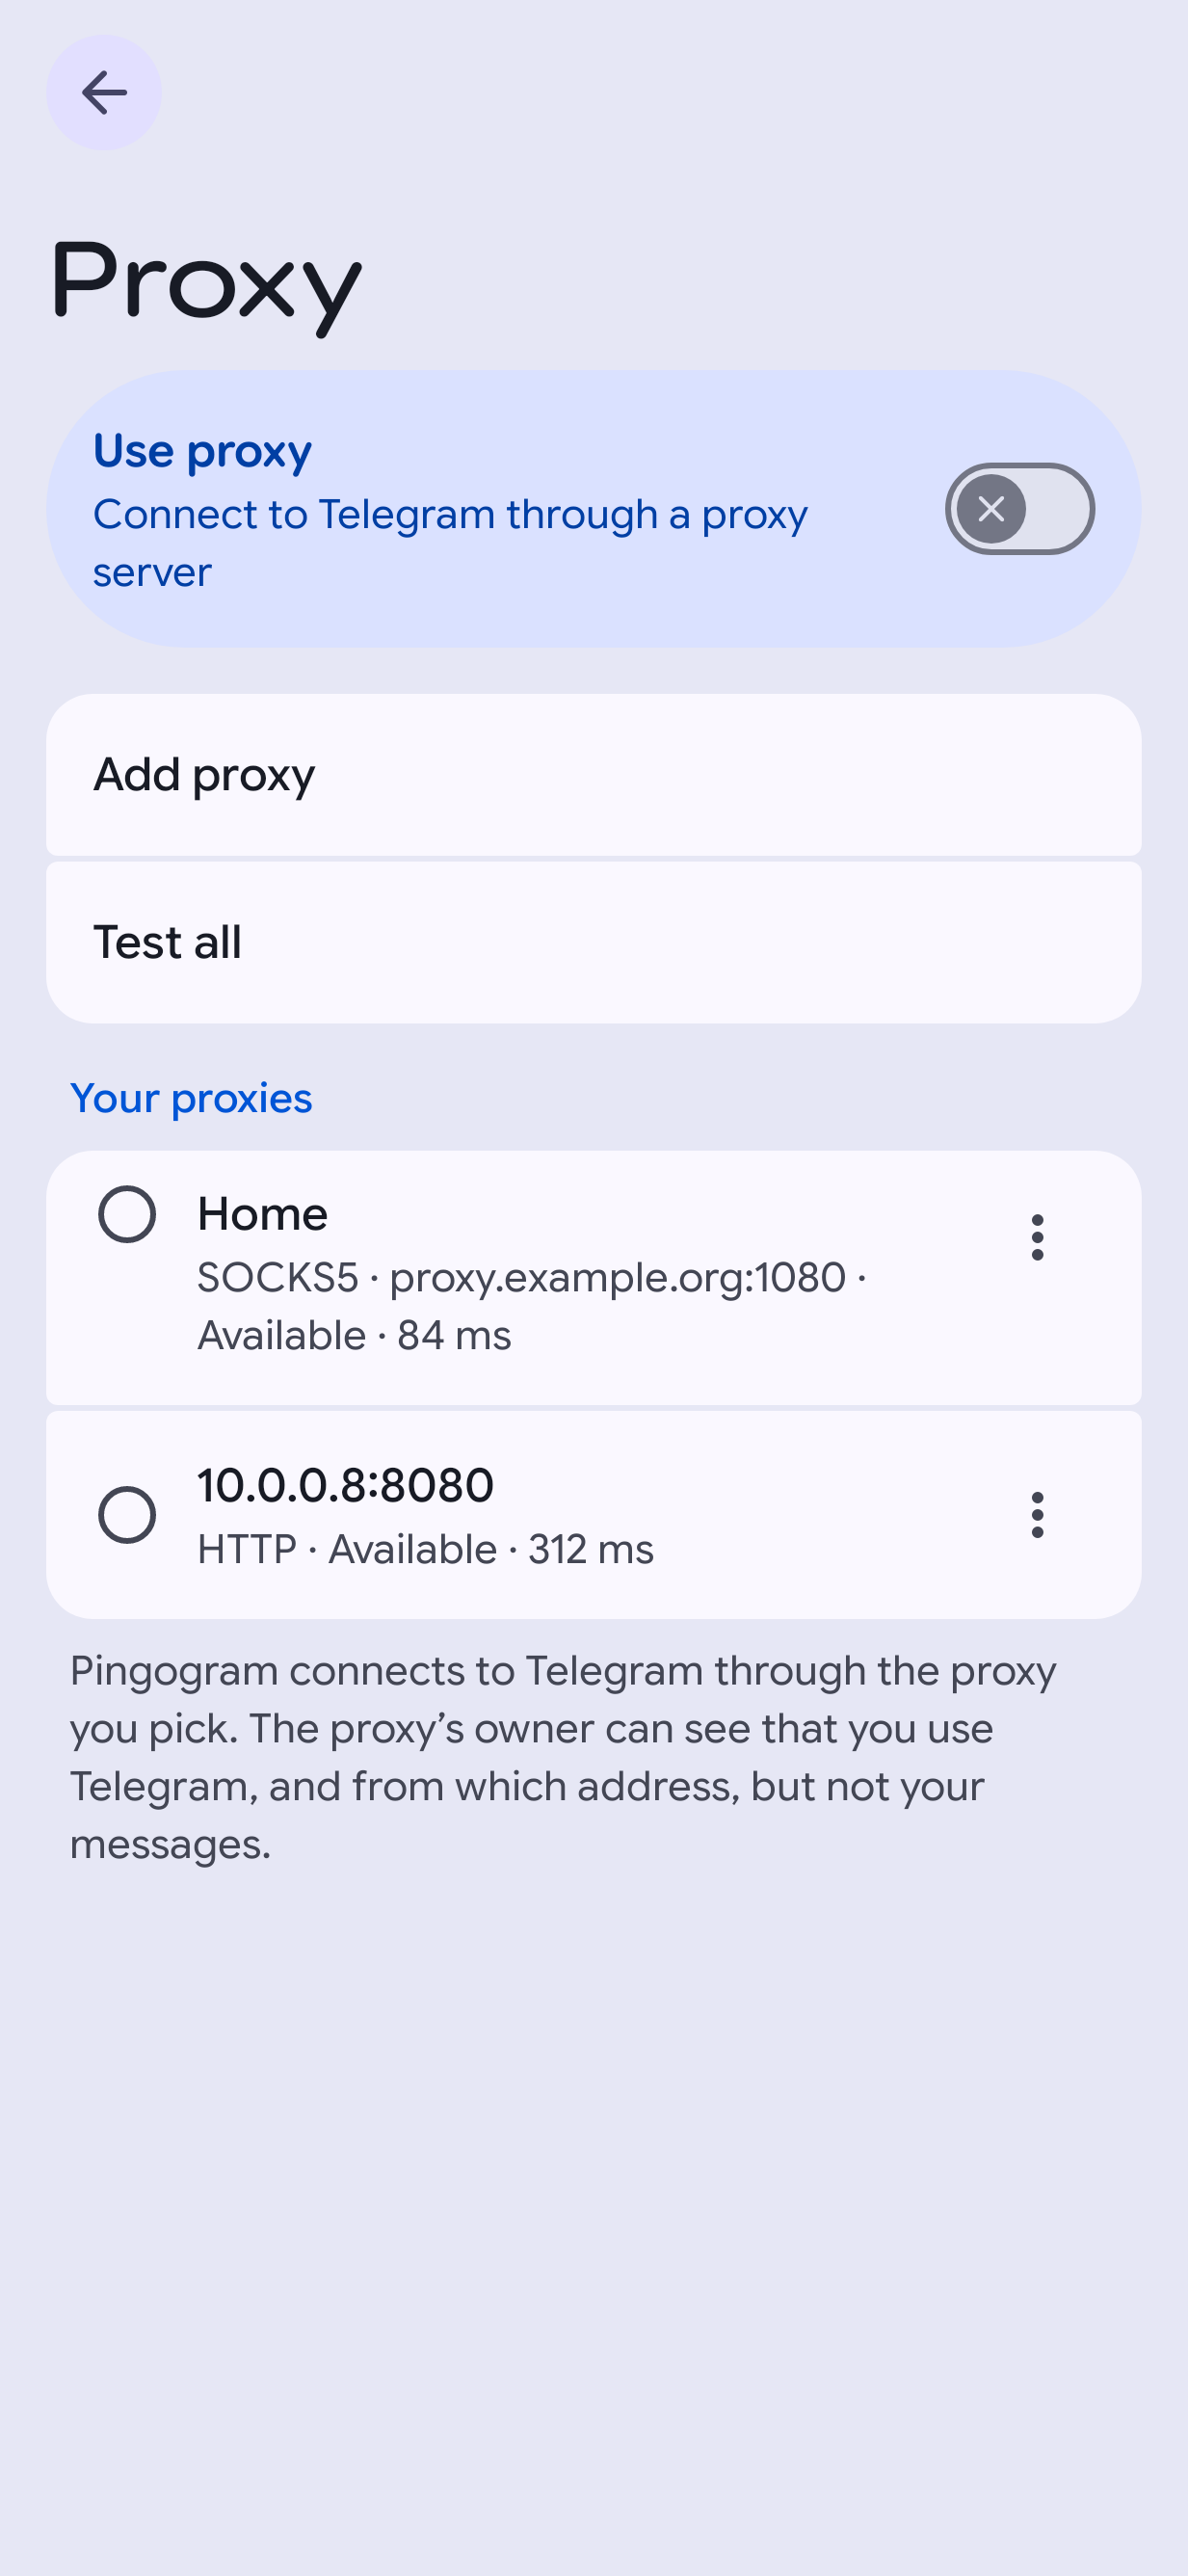 Proxy
Use proxy
Connect to Telegram through a proxy
server
Add proxy
Test all
Your proxies
Home
SOCKS5 · proxy.example.org:1080 ·
Available · 84 ms
10.0.0.8:8080
HTTP · Available · 312 ms
Pingogram connects to Telegram through the proxy
you pick. The proxy’s owner can see that you use
Telegram, and from which address, but not your
messages.